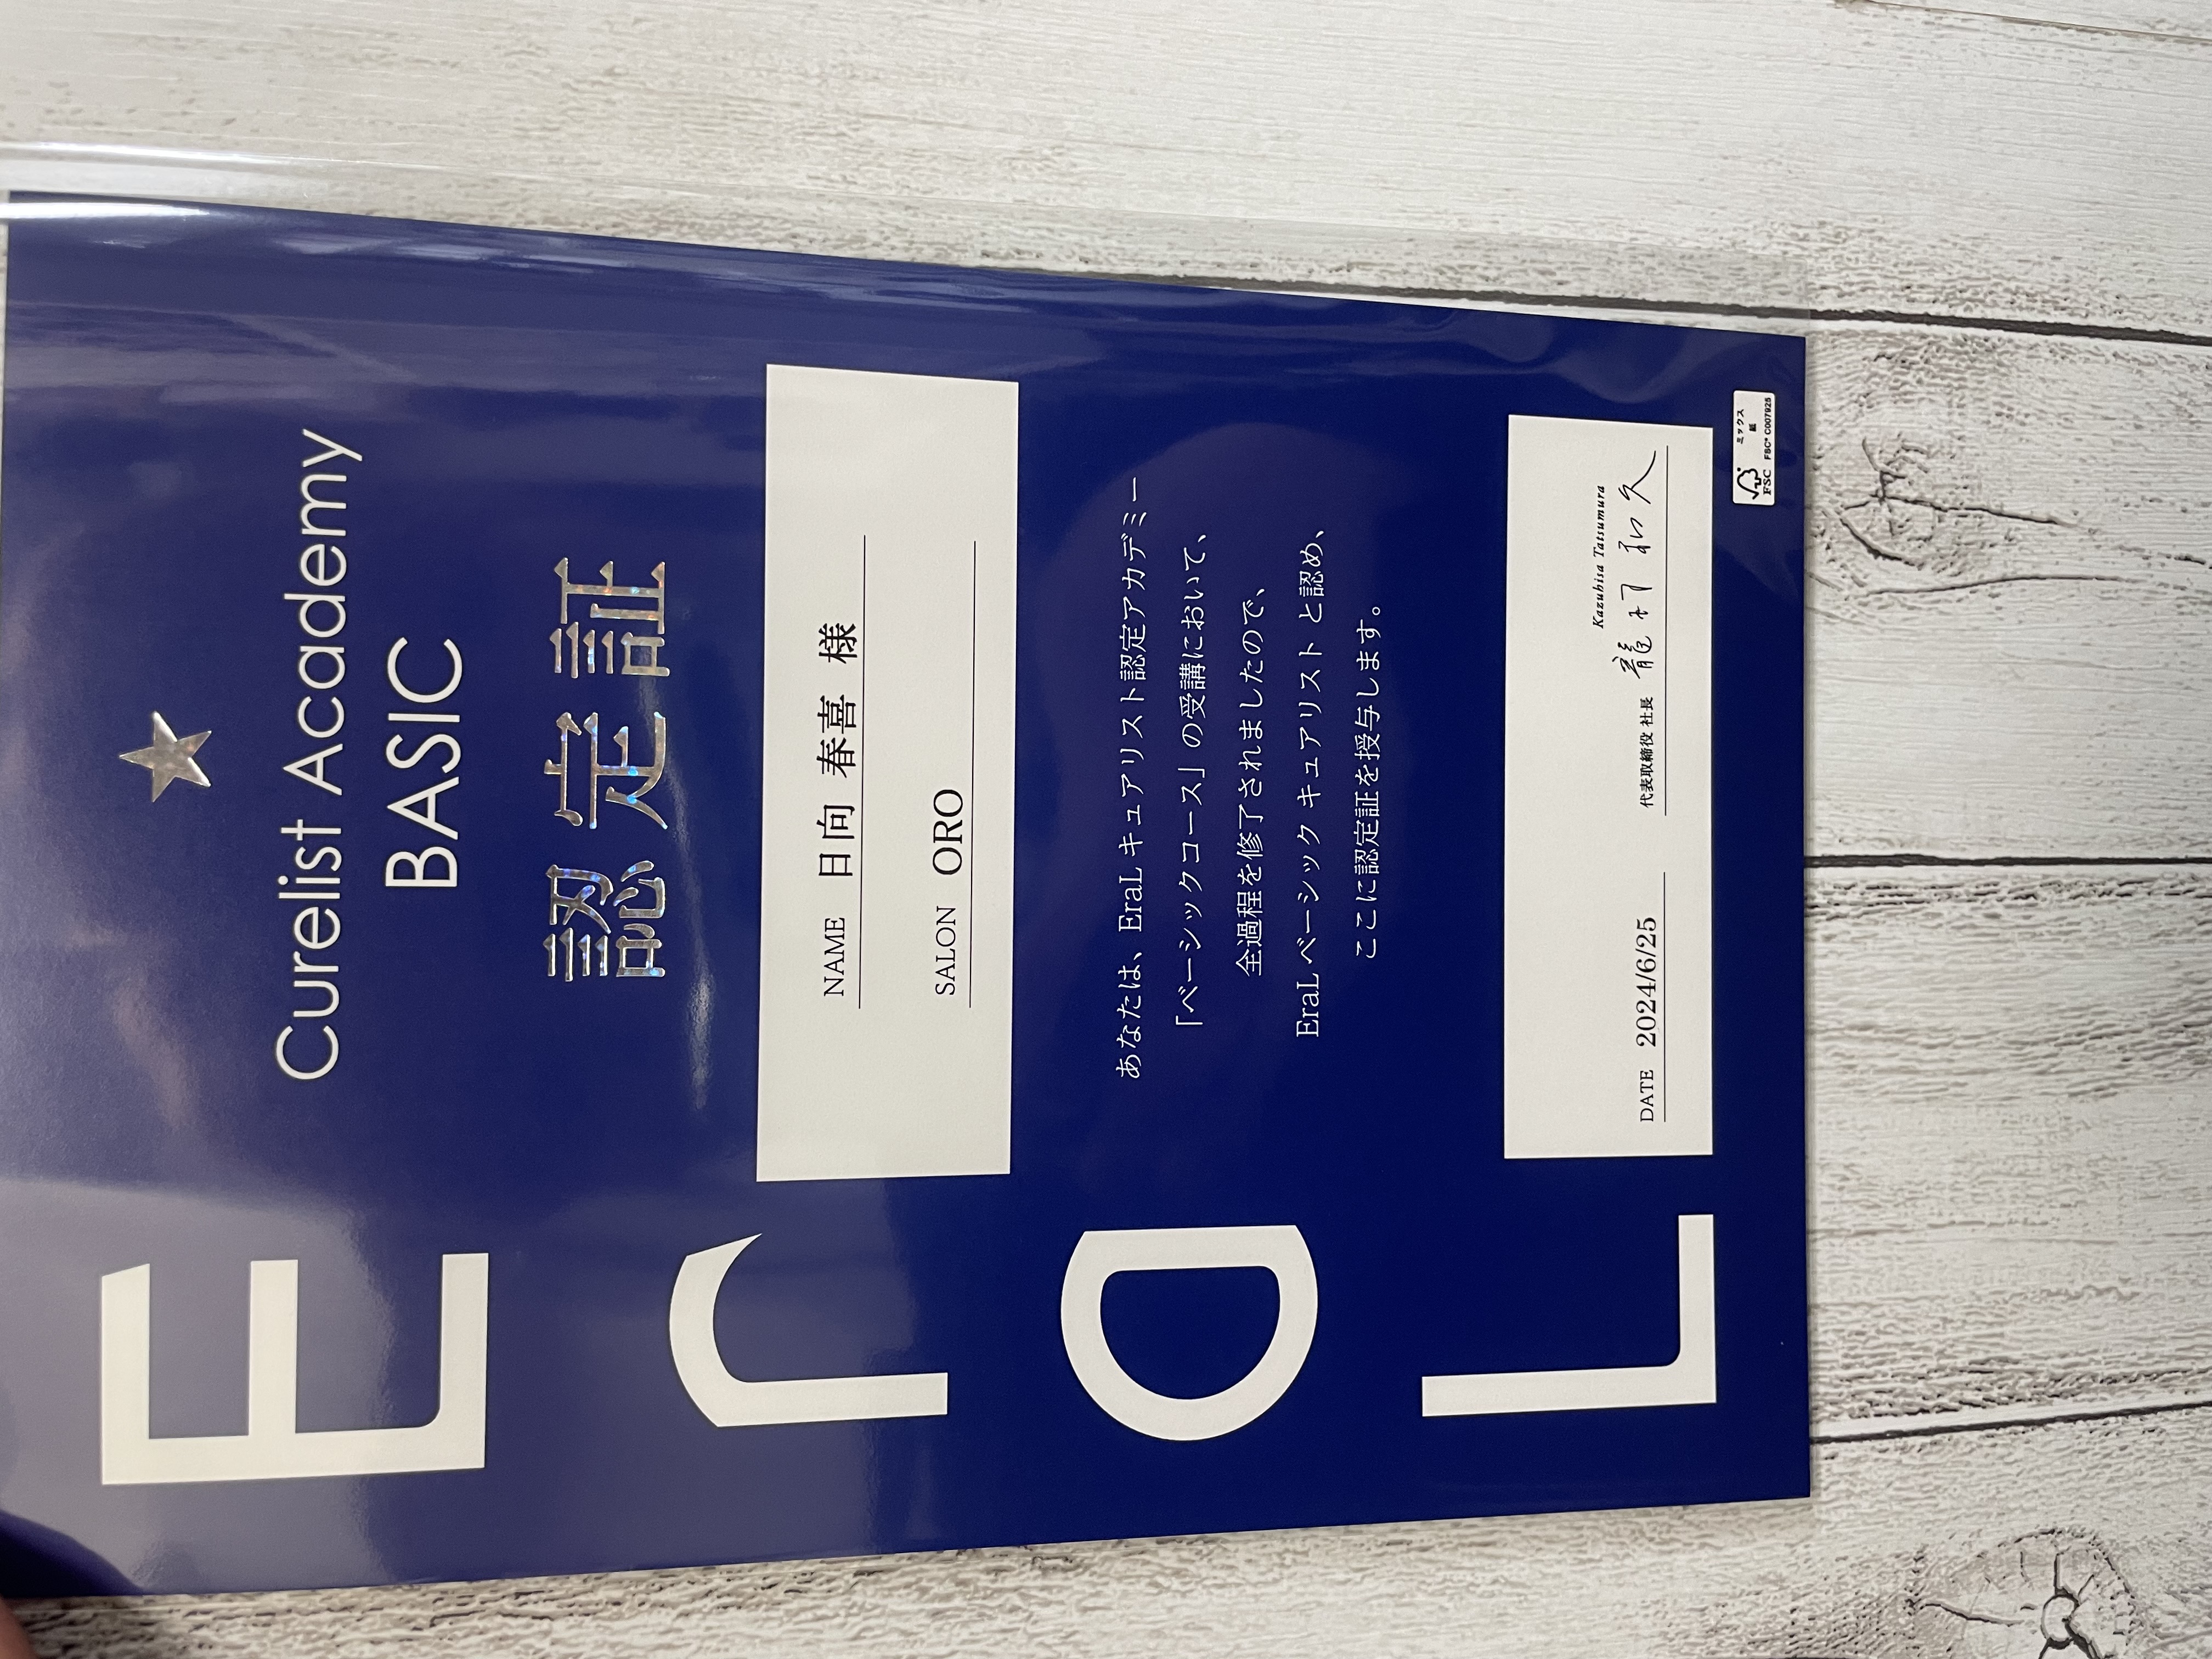 Curelist Academy
BASIC
認定証
NAME 日向 春喜 様
SALON ORO
あなたは、EraL キュアリスト認定アカデミー
「ベーシックコース」の受講において、
全過程を修了されましたので、
EraL ベーシック キュアリスト と認め、
ここに認定証を授与します。
Kazuhisa Tatsumura
DATE 2024/6/25 代表取締役 社長 龍村 和久
EraL
ミックス
紙
FSC FSC® C007925